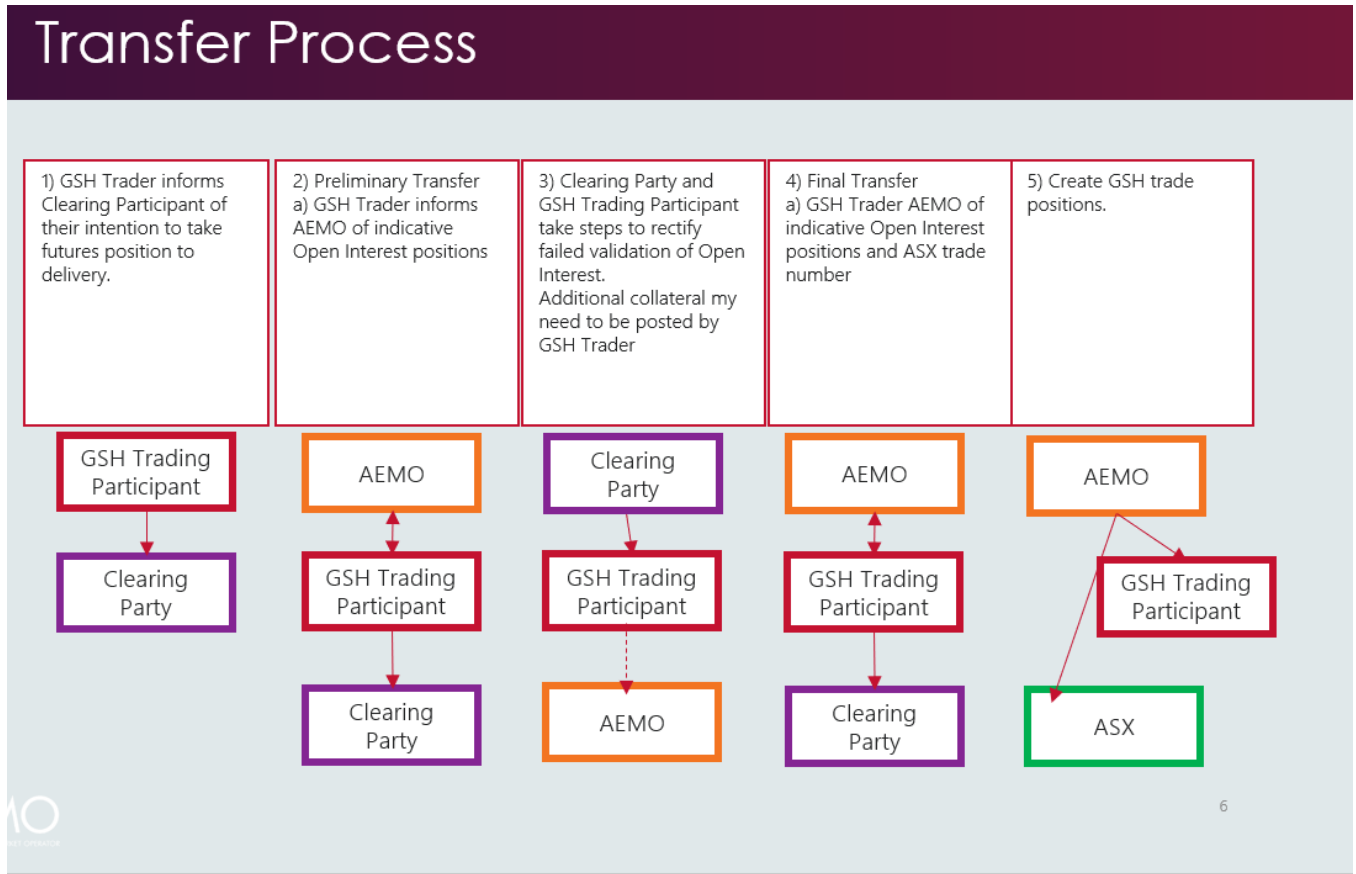 Transfer Process
1) GSH Trader informs
Clearing Participant of
their intention to take
futures position to
delivery.
2) Preliminary Transfer
a) GSH Trader informs
AEMO of indicative
Open Interest positions
3) Clearing Party and
GSH Trading Participant
take steps to rectify
failed validation of Open
Interest.
Additional collateral my
need to be posted by
GSH Trader
4) Final Transfer
a) GSH Trader AEMO of
indicative Open Interest
positions and ASX trade
number
5) Create GSH trade
positions.
GSH Trading
Participant
Clearing
Party
AEMO
GSH Trading
Participant
Clearing
Party
Clearing
Party
GSH Trading
Participant
AEMO
AEMO
GSH Trading
Participant
Clearing
Party
AEMO
GSH Trading
Participant
ASX
6